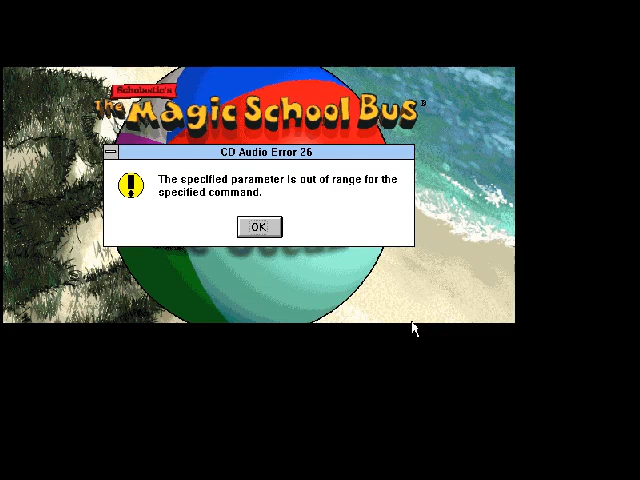 Scholastic's
The Magic School Bus®
CD Audio Error 26
The specified parameter is out of range for the
specified command.
OK